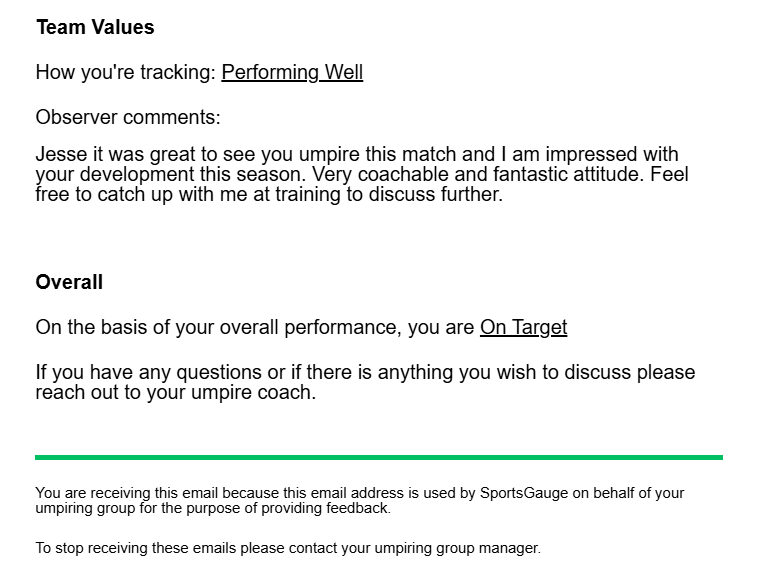 Team Values
How you're tracking: Performing Well
Observer comments:
Jesse it was great to see you umpire this match and I am impressed with
your development this season. Very coachable and fantastic attitude. Feel
free to catch up with me at training to discuss further.
Overall
On the basis of your overall performance, you are On Target
If you have any questions or if there is anything you wish to discuss please
reach out to your umpire coach.
You are receiving this email because this email address is used by SportsGauge on behalf of your
umpiring group for the purpose of providing feedback.
To stop receiving these emails please contact your umpiring group manager.